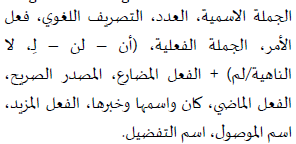 الجملة الاسمية، العدد، التصريف اللغوي، فعل
الأمر، الجملة الفعلية، (أن – لن – لِـ، لا
الناهية/لم) + الفعل المضارع، المصدر الصريح،
الفعل الماضي، كان واسمها وخبرها، الفعل المزيد،
اسم الموصول، اسم التفضيل.